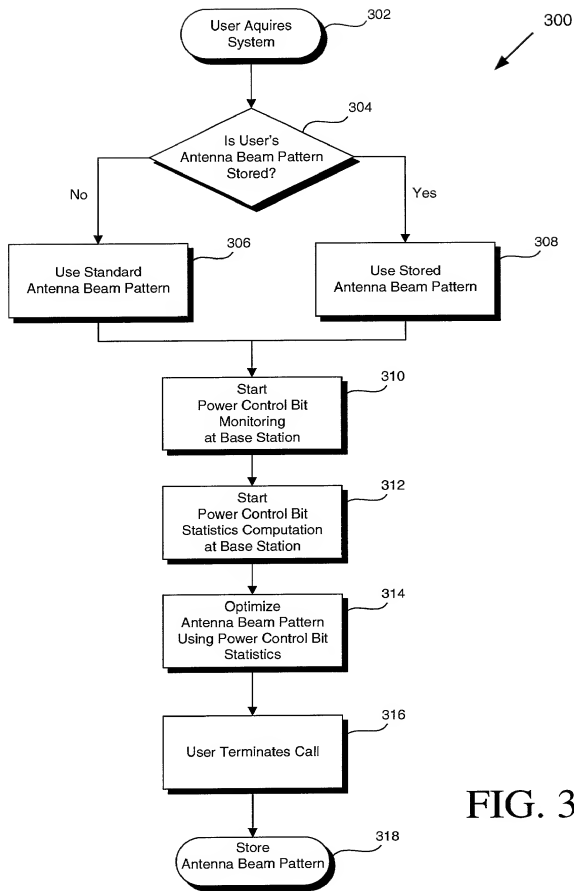 User Aquires
System
302
300
304
Is User's
Antenna Beam Pattern
Stored?
No
Yes
306
Use Standard
Antenna Beam Pattern
308
Use Stored
Antenna Beam Pattern
310
Start
Power Control Bit
Monitoring
at Base Station
312
Start
Power Control Bit
Statistics Computation
at Base Station
314
Optimize
Antenna Beam Pattern
Using Power Control Bit
Statistics
316
User Terminates Call
FIG. 3
318
Store
Antenna Beam Pattern